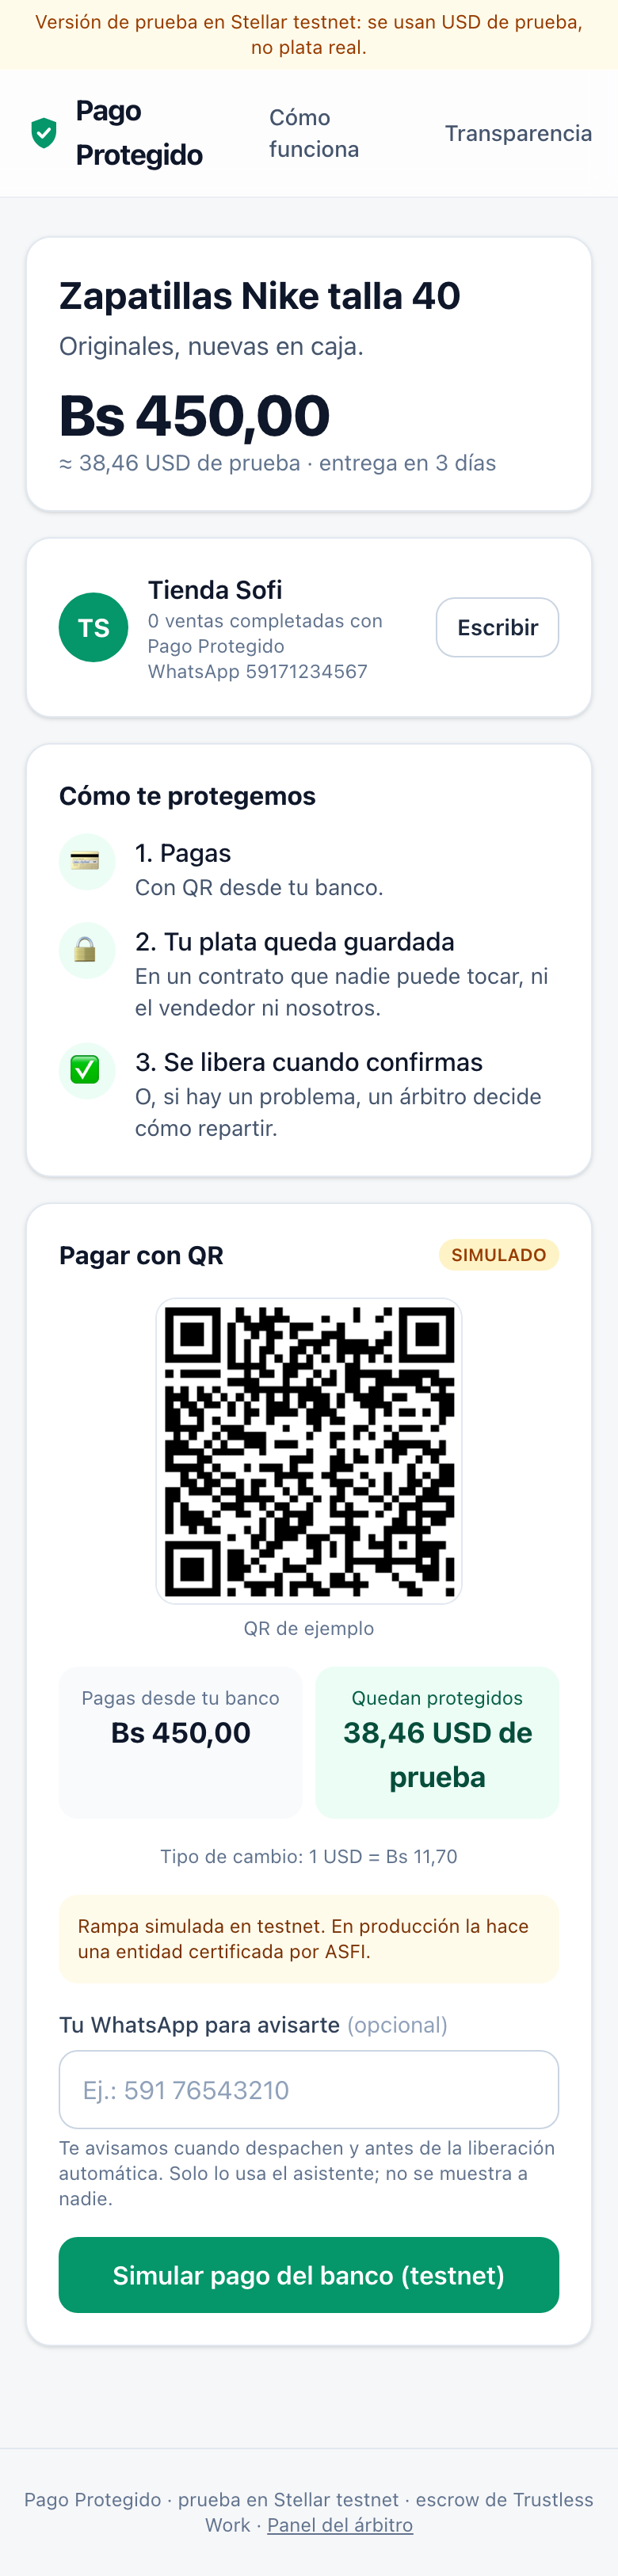 Versión de prueba en Stellar testnet: se usan USD de prueba,
no plata real.
Pago
Protegido
Cómo
funciona
Transparencia
Zapatillas Nike talla 40
Originales, nuevas en caja.
Bs 450,00
≈ 38,46 USD de prueba · entrega en 3 días
TS
Tienda Sofi
0 ventas completadas con
Pago Protegido
WhatsApp 59171234567
Escribir
Cómo te protegemos
1. Pagas
Con QR desde tu banco.
2. Tu plata queda guardada
En un contrato que nadie puede tocar, ni
el vendedor ni nosotros.
3. Se libera cuando confirmas
O, si hay un problema, un árbitro decide
cómo repartir.
Pagar con QR
SIMULADO
QR de ejemplo
Pagas desde tu banco
Bs 450,00
Quedan protegidos
38,46 USD de
prueba
Tipo de cambio: 1 USD = Bs 11,70
Rampa simulada en testnet. En producción la hace
una entidad certificada por ASFI.
Tu WhatsApp para avisarte (opcional)
Ej.: 591 76543210
Te avisamos cuando despachen y antes de la liberación
automática. Solo lo usa el asistente; no se muestra a
nadie.
Simular pago del banco (testnet)
Pago Protegido · prueba en Stellar testnet · escrow de Trustless
Work · Panel del árbitro